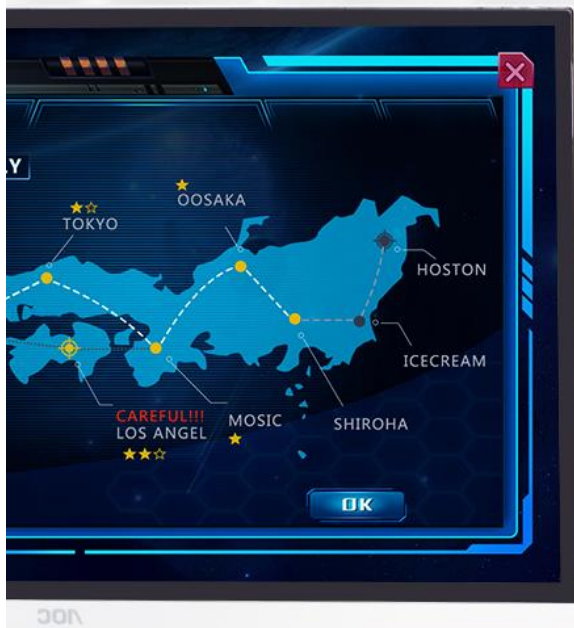 Y
TOKYO
OOSAKA
HOSTON
ICECREAM
CAREFUL!!!
LOS ANGEL
MOSIC
SHIROHA
OK
AOC